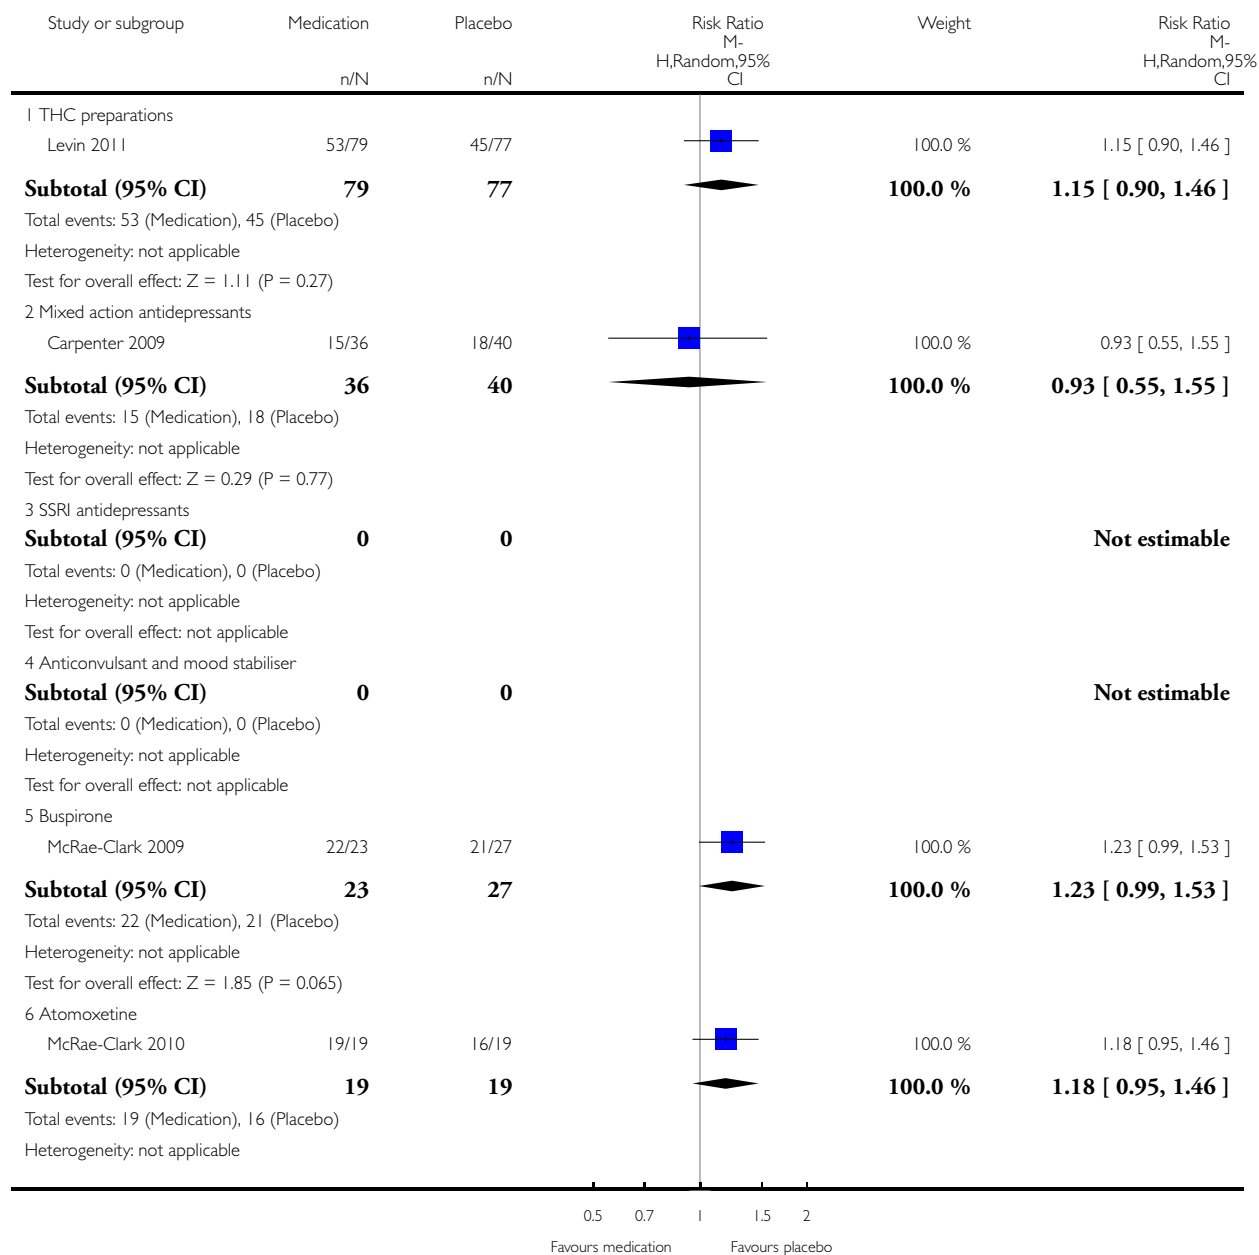 Study or subgroup Medication Placebo Risk Ratio Weight Risk Ratio
M- M-
H,Random,95% H,Random,95%
n/N n/N CI CI
1 THC preparations
Levin 2011 53/79 45/77 100.0 % 1.15 [ 0.90, 1.46 ]
Subtotal (95% CI) 79 77 100.0 % 1.15 [ 0.90, 1.46 ]
Total events: 53 (Medication), 45 (Placebo)
Heterogeneity: not applicable
Test for overall effect: Z = 1.11 (P = 0.27)
2 Mixed action antidepressants
Carpenter 2009 15/36 18/40 100.0 % 0.93 [ 0.55, 1.55 ]
Subtotal (95% CI) 36 40 100.0 % 0.93 [ 0.55, 1.55 ]
Total events: 15 (Medication), 18 (Placebo)
Heterogeneity: not applicable
Test for overall effect: Z = 0.29 (P = 0.77)
3 SSRI antidepressants
Subtotal (95% CI) 0 0 Not estimable
Total events: 0 (Medication), 0 (Placebo)
Heterogeneity: not applicable
Test for overall effect: not applicable
4 Anticonvulsant and mood stabiliser
Subtotal (95% CI) 0 0 Not estimable
Total events: 0 (Medication), 0 (Placebo)
Heterogeneity: not applicable
Test for overall effect: not applicable
5 Buspirone
McRae-Clark 2009 22/23 21/27 100.0 % 1.23 [ 0.99, 1.53 ]
Subtotal (95% CI) 23 27 100.0 % 1.23 [ 0.99, 1.53 ]
Total events: 22 (Medication), 21 (Placebo)
Heterogeneity: not applicable
Test for overall effect: Z = 1.85 (P = 0.065)
6 Atomoxetine
McRae-Clark 2010 19/19 16/19 100.0 % 1.18 [ 0.95, 1.46 ]
Subtotal (95% CI) 19 19 100.0 % 1.18 [ 0.95, 1.46 ]
Total events: 19 (Medication), 16 (Placebo)
Heterogeneity: not applicable
0.5 0.7 1 1.5 2
Favours medication Favours placebo